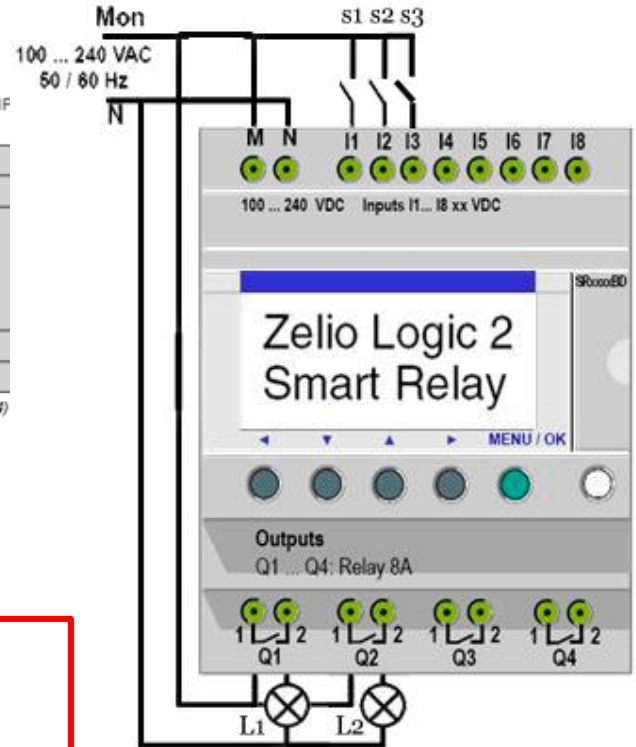 Mon
s1 s2 s3
100 ... 240 VAC
50 / 60 Hz
N
M N I1 I2 I3 I4 I5 I6 I7 I8
100 ... 240 VDC Inputs I1... I8 xx VDC
SRxxxxBD
Zelio Logic 2
Smart Relay
MENU / OK
Outputs
Q1 ... Q4: Relay 8A
1 2 1 2 1 2 1 2
Q1 Q2 Q3 Q4
L1 L2